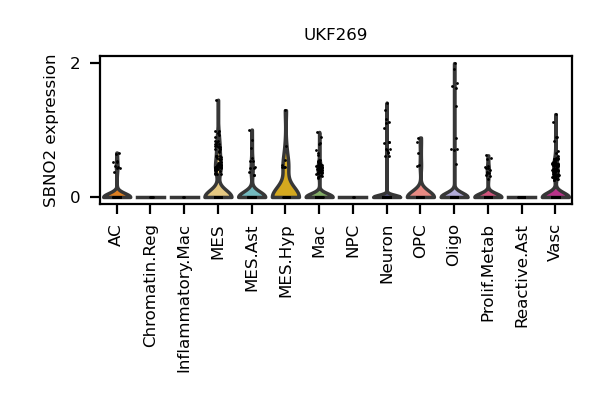 UKF269
SBNO2 expression
2
0
AC
Chromatin.Reg
Inflammatory.Mac
MES
MES.Ast
MES.Hyp
Mac
NPC
Neuron
OPC
Oligo
Prolif.Metab
Reactive.Ast
Vasc